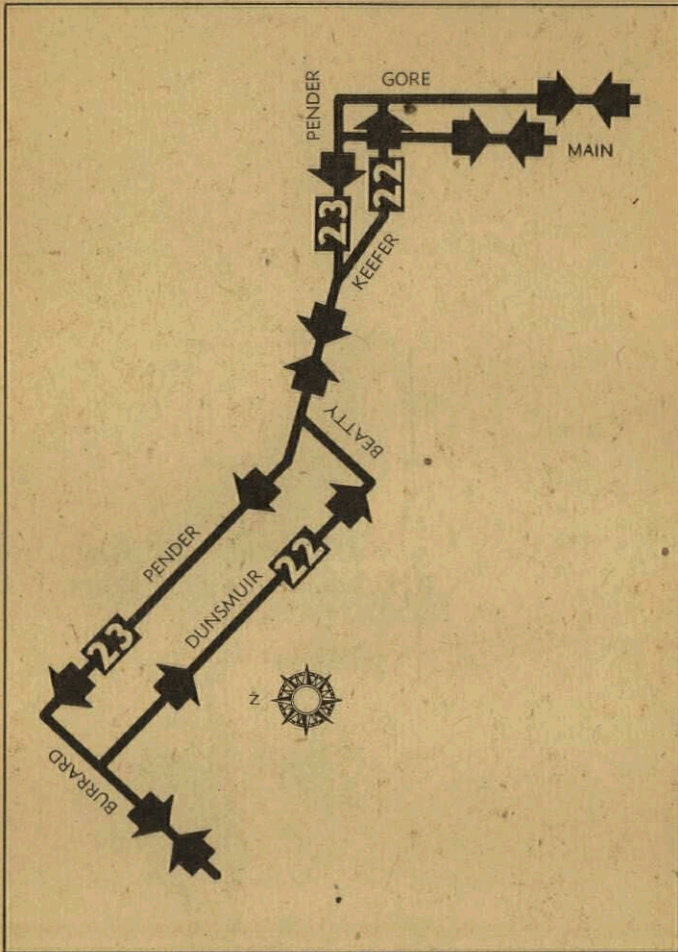 GORE
PENDER
MAIN
22
23
KEEFER
BEATTY
PENDER
22
DUNSMUIR
23
N
BURRARD